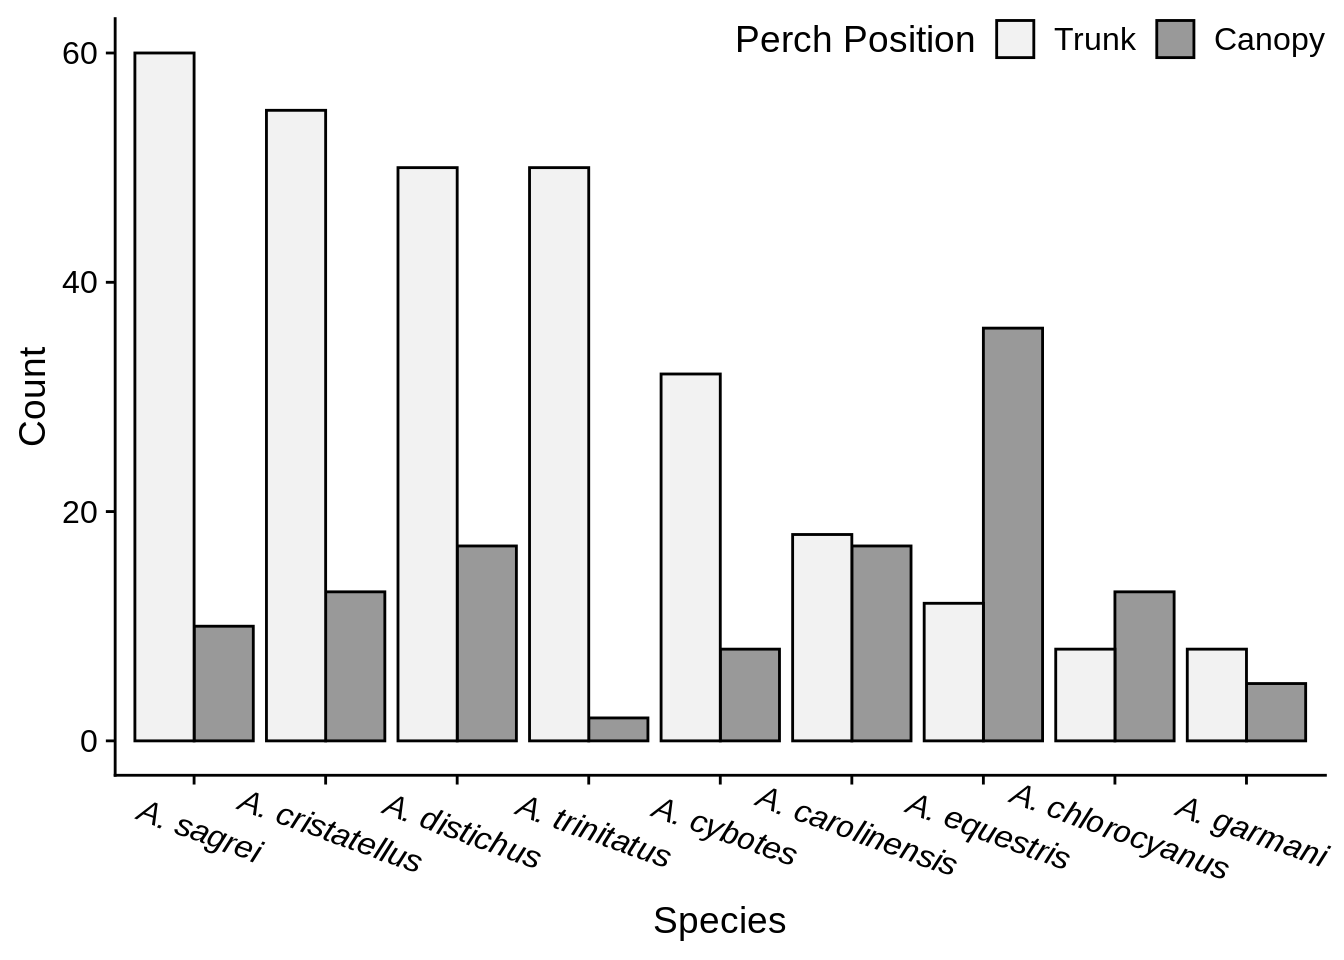 Perch Position Trunk Canopy
60
40
20
0
Count
A. sagrei
A. cristatellus
A. distichus
A. trinitatus
A. cybotes
A. carolinensis
A. equestris
A. chlorocyanus
A. garmani
Species